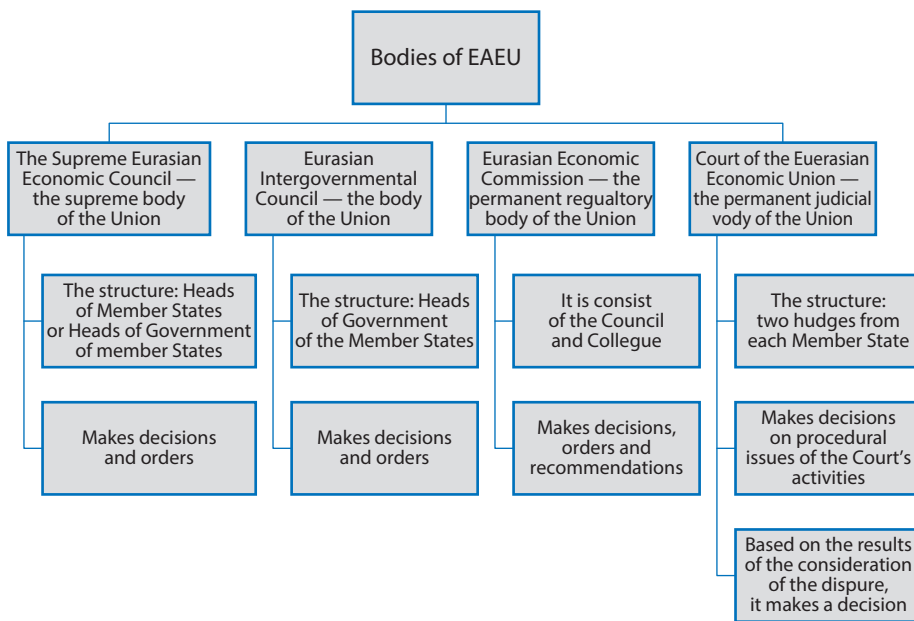 Bodies of EAEU
The Supreme Eurasian
Economic Council —
the supreme body
of the Union
Eurasian
Intergovernmental
Council — the body
of the Union
Eurasian Economic
Commission — the
permanent regualtory
body of the Union
Court of the Euerasian
Economic Union —
the permanent judicial
vody of the Union
The structure: Heads
of Member States
or Heads of Government
of member States
The structure: Heads
of Government
of the Member States
It is consist
of the Council
and Collegue
The structure:
two hudges from
each Member State
Makes decisions
and orders
Makes decisions
and orders
Makes decisions,
orders and
recommendations
Makes decisions
on procedural
issues of the Court’s
activities
Based on the results
of the consideration
of the dispure,
it makes a decision